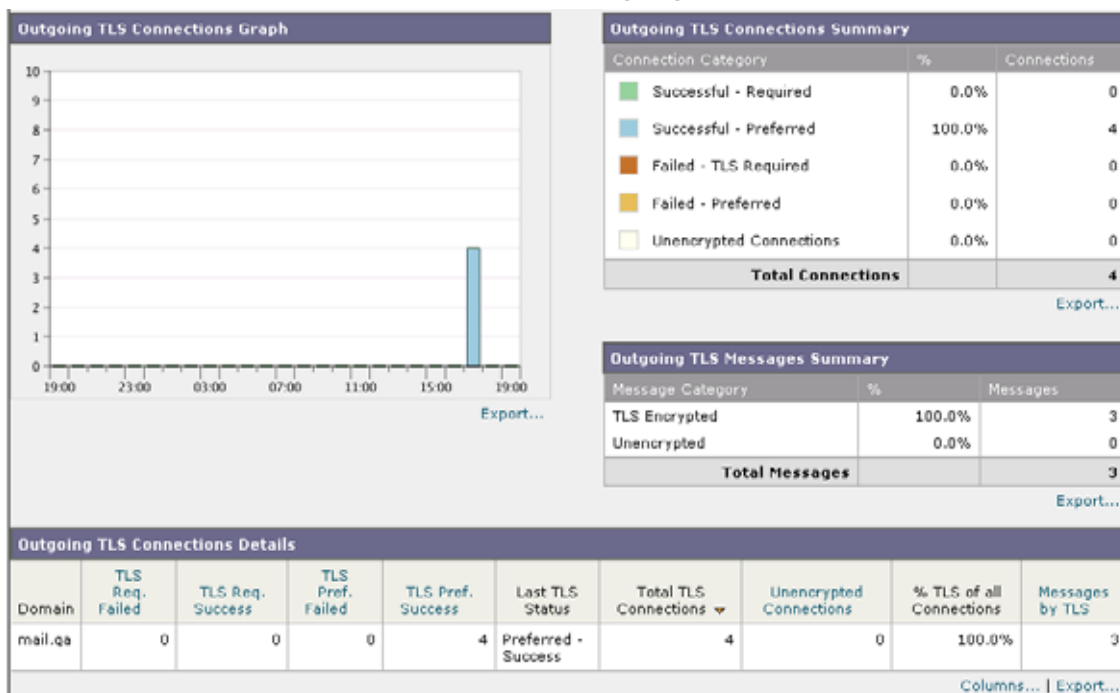 Outgoing TLS Connections Graph
10
9
8
7
6
5
4
3
2
1
0
19:00 23:00 03:00 07:00 11:00 15:00 19:00
Export...
Outgoing TLS Connections Summary
Connection Category % Connections
Successful - Required 0.0% 0
Successful - Preferred 100.0% 4
Failed - TLS Required 0.0% 0
Failed - Preferred 0.0% 0
Unencrypted Connections 0.0% 0
Total Connections 4
Export...
Outgoing TLS Messages Summary
Message Category % Messages
TLS Encrypted 100.0% 3
Unencrypted 0.0% 0
Total Messages 3
Export...
Outgoing TLS Connections Details
Domain TLS Req. Failed TLS Req. Success TLS Pref. Failed TLS Pref. Success Last TLS Status Total TLS Connections Unencrypted Connections % TLS of all Connections Messages by TLS
mail.qa 0 0 0 4 Preferred - Success 4 0 100.0% 3
Columns... | Export...